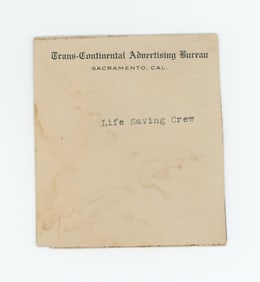 Trans-Continental Advertising Bureau
SACRAMENTO, CAL.
Life Saving Crew